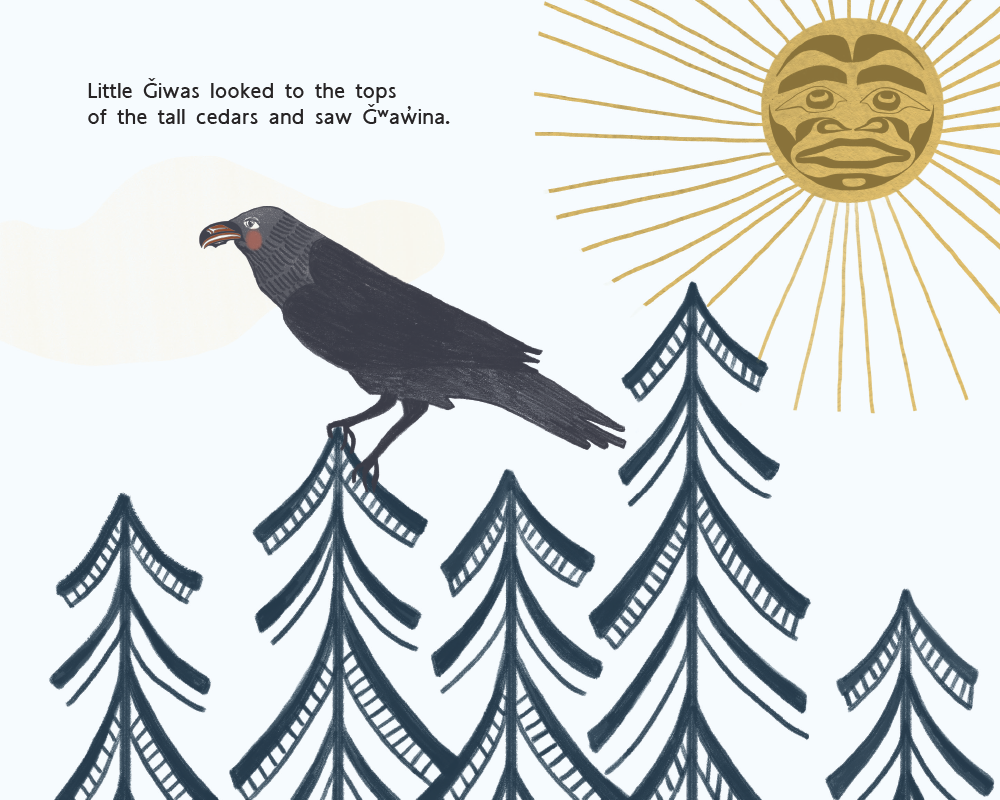 Little Ǧiwas looked to the tops
of the tall cedars and saw Ǧʷaw̓ina.